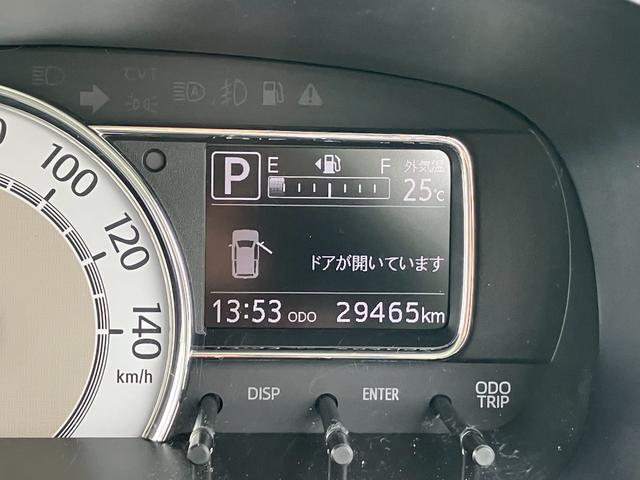 CVT
100
120
140
km/h
P E F 外気温
25℃
ドアが開いています
13:53 ODO 29465km
DISP ENTER ODO
TRIP